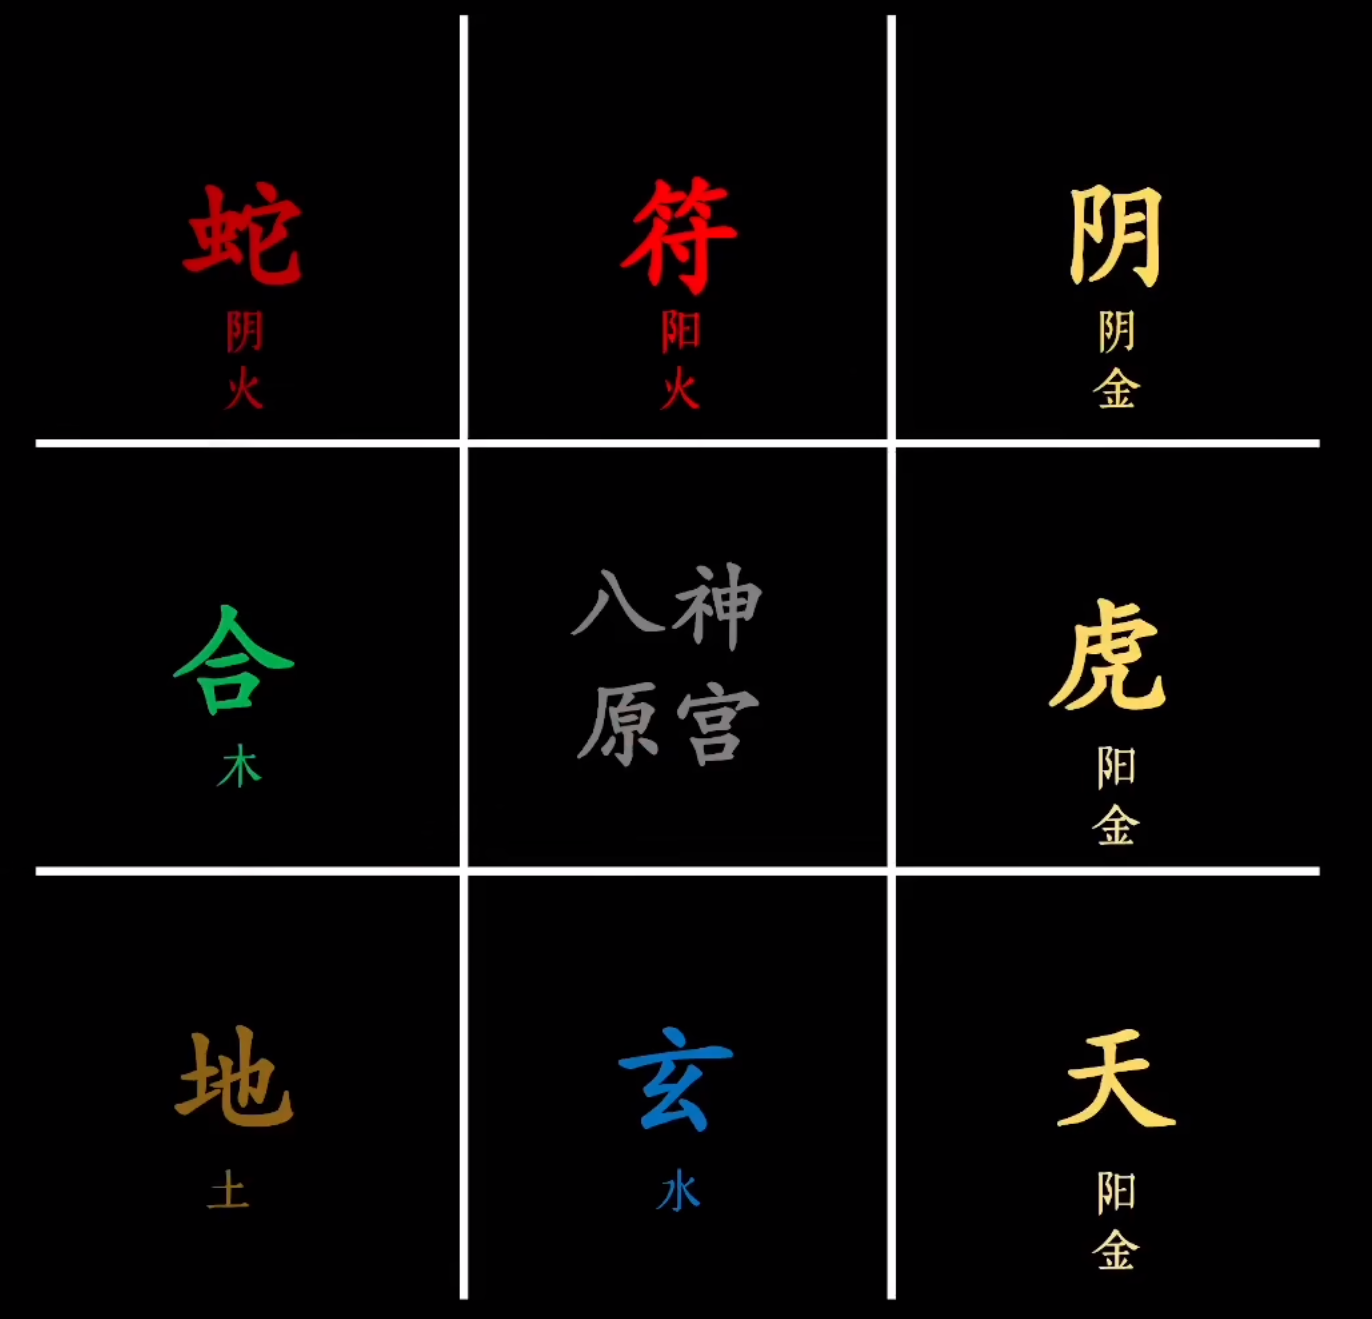 蛇
阴
火
符
阳
火
阴
阴
金
合
木
八神
原宫
虎
阳
金
地
土
玄
水
天
阳
金